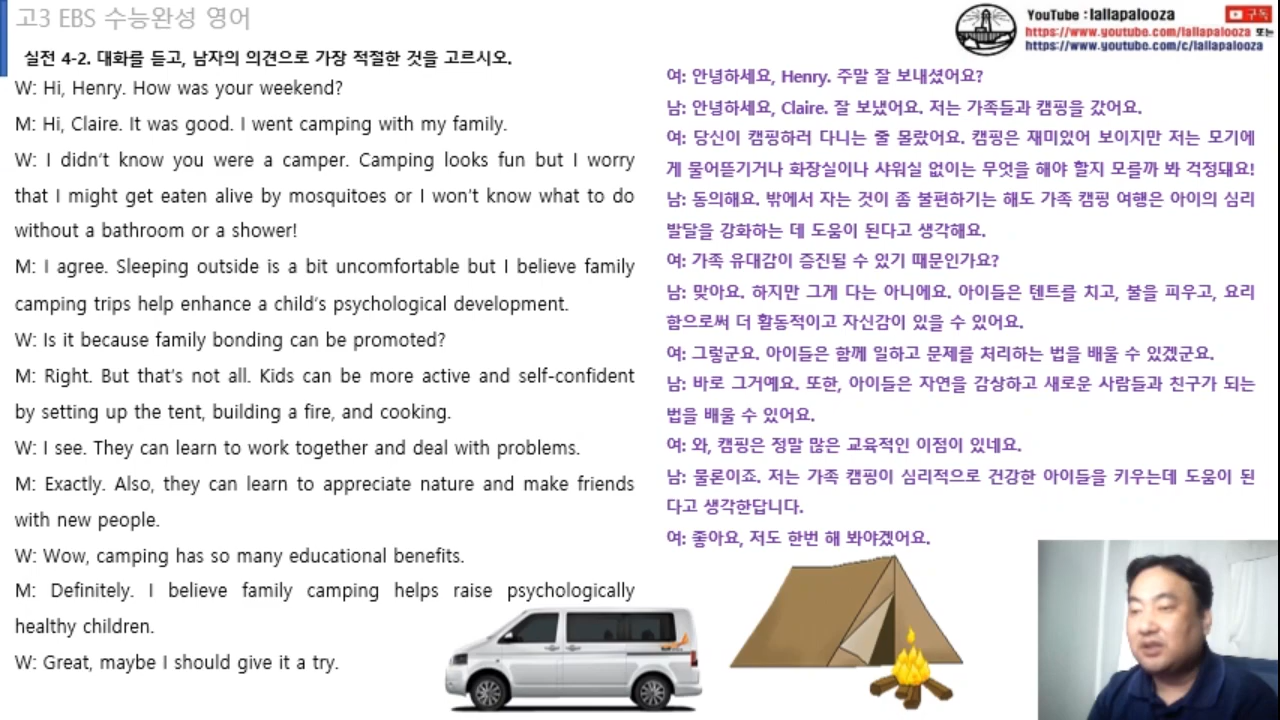 고3 EBS 수능완성 영어
YouTube : lallapalooza
구독
https://www.youtube.com/lallapalooza 또는
https://www.youtube.com/c/lallapalooza
실전 4-2. 대화를 듣고, 남자의 의견으로 가장 적절한 것을 고르시오.
W: Hi, Henry. How was your weekend?
M: Hi, Claire. It was good. I went camping with my family.
W: I didn't know you were a camper. Camping looks fun but I worry
that I might get eaten alive by mosquitoes or I won't know what to do
without a bathroom or a shower!
M: I agree. Sleeping outside is a bit uncomfortable but I believe family
camping trips help enhance a child's psychological development.
W: Is it because family bonding can be promoted?
M: Right. But that's not all. Kids can be more active and self-confident
by setting up the tent, building a fire, and cooking.
W: I see. They can learn to work together and deal with problems.
M: Exactly. Also, they can learn to appreciate nature and make friends
with new people.
W: Wow, camping has so many educational benefits.
M: Definitely. I believe family camping helps raise psychologically
healthy children.
W: Great, maybe I should give it a try.
여: 안녕하세요, Henry. 주말 잘 보내셨어요?
남: 안녕하세요, Claire. 잘 보냈어요. 저는 가족들과 캠핑을 갔어요.
여: 당신이 캠핑하러 다니는 줄 몰랐어요. 캠핑은 재미있어 보이지만 저는 모기에
게 물어뜯기거나 화장실이나 샤워실 없이는 무엇을 해야 할지 모를까 봐 걱정돼요!
남: 동의해요. 밖에서 자는 것이 좀 불편하기는 해도 가족 캠핑 여행은 아이의 심리
발달을 강화하는 데 도움이 된다고 생각해요.
여: 가족 유대감이 증진될 수 있기 때문인가요?
남: 맞아요. 하지만 그게 다는 아니에요. 아이들은 텐트를 치고, 불을 피우고, 요리
함으로써 더 활동적이고 자신감이 있을 수 있어요.
여: 그렇군요. 아이들은 함께 일하고 문제를 처리하는 법을 배울 수 있겠군요.
남: 바로 그거예요. 또한, 아이들은 자연을 감상하고 새로운 사람들과 친구가 되는
법을 배울 수 있어요.
여: 와, 캠핑은 정말 많은 교육적인 이점이 있네요.
남: 물론이죠. 저는 가족 캠핑이 심리적으로 건강한 아이들을 키우는데 도움이 된
다고 생각한답니다.
여: 좋아요, 저도 한번 해 봐야겠어요.